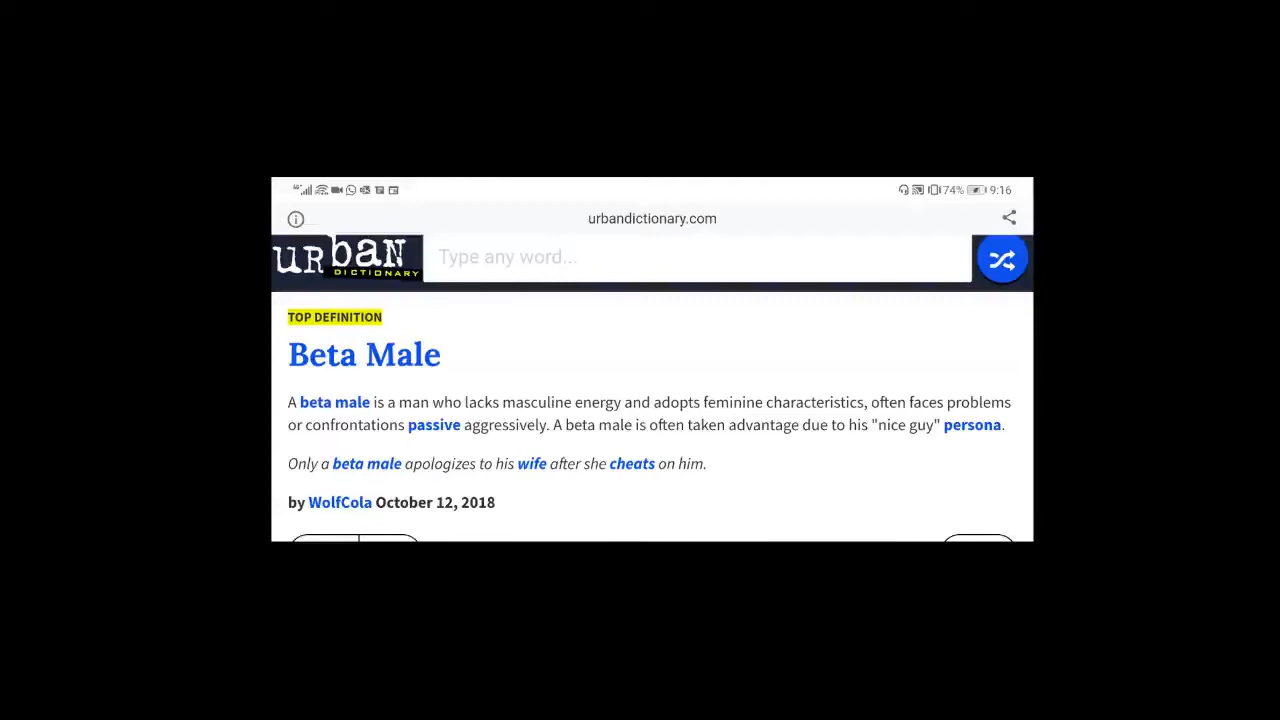 74% 9:16
urbandictionary.com
urban
DICTIONARY
Type any word...
TOP DEFINITION
Beta Male
A beta male is a man who lacks masculine energy and adopts feminine characteristics, often faces problems
or confrontations passive aggressively. A beta male is often taken advantage due to his "nice guy" persona.
Only a beta male apologizes to his wife after she cheats on him.
by WolfCola October 12, 2018